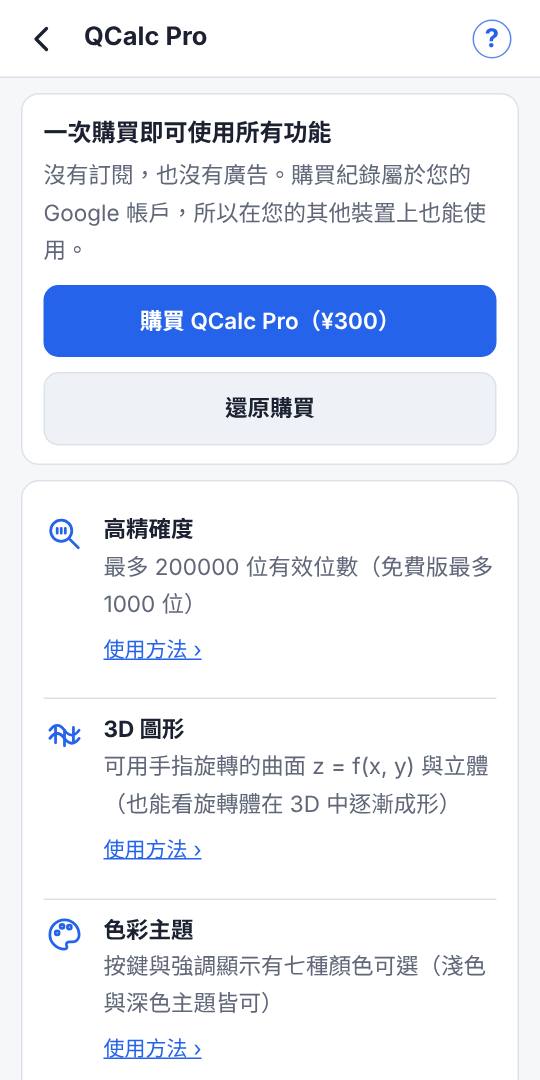 QCalc Pro
?
一次購買即可使用所有功能
沒有訂閱，也沒有廣告。購買紀錄屬於您的
Google 帳戶，所以在您的其他裝置上也能使
用。
購買 QCalc Pro（¥300）
還原購買
高精確度
最多 200000 位有效位數（免費版最多
1000 位）
使用方法 ›
3D 圖形
可用手指旋轉的曲面 z = f(x, y) 與立體
（也能看旋轉體在 3D 中逐漸成形）
使用方法 ›
色彩主題
按鍵與強調顯示有七種顏色可選（淺色
與深色主題皆可）
使用方法 ›